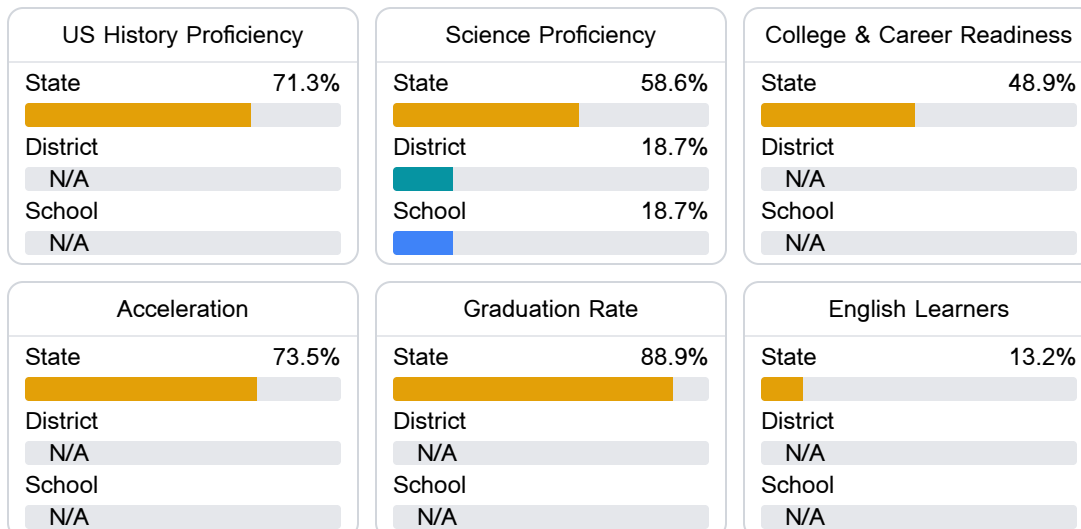 US History Proficiency
State 71.3%
District
N/A
School
N/A
Science Proficiency
State 58.6%
District 18.7%
School 18.7%
College & Career Readiness
State 48.9%
District
N/A
School
N/A
Acceleration
State 73.5%
District
N/A
School
N/A
Graduation Rate
State 88.9%
District
N/A
School
N/A
English Learners
State 13.2%
District
N/A
School
N/A